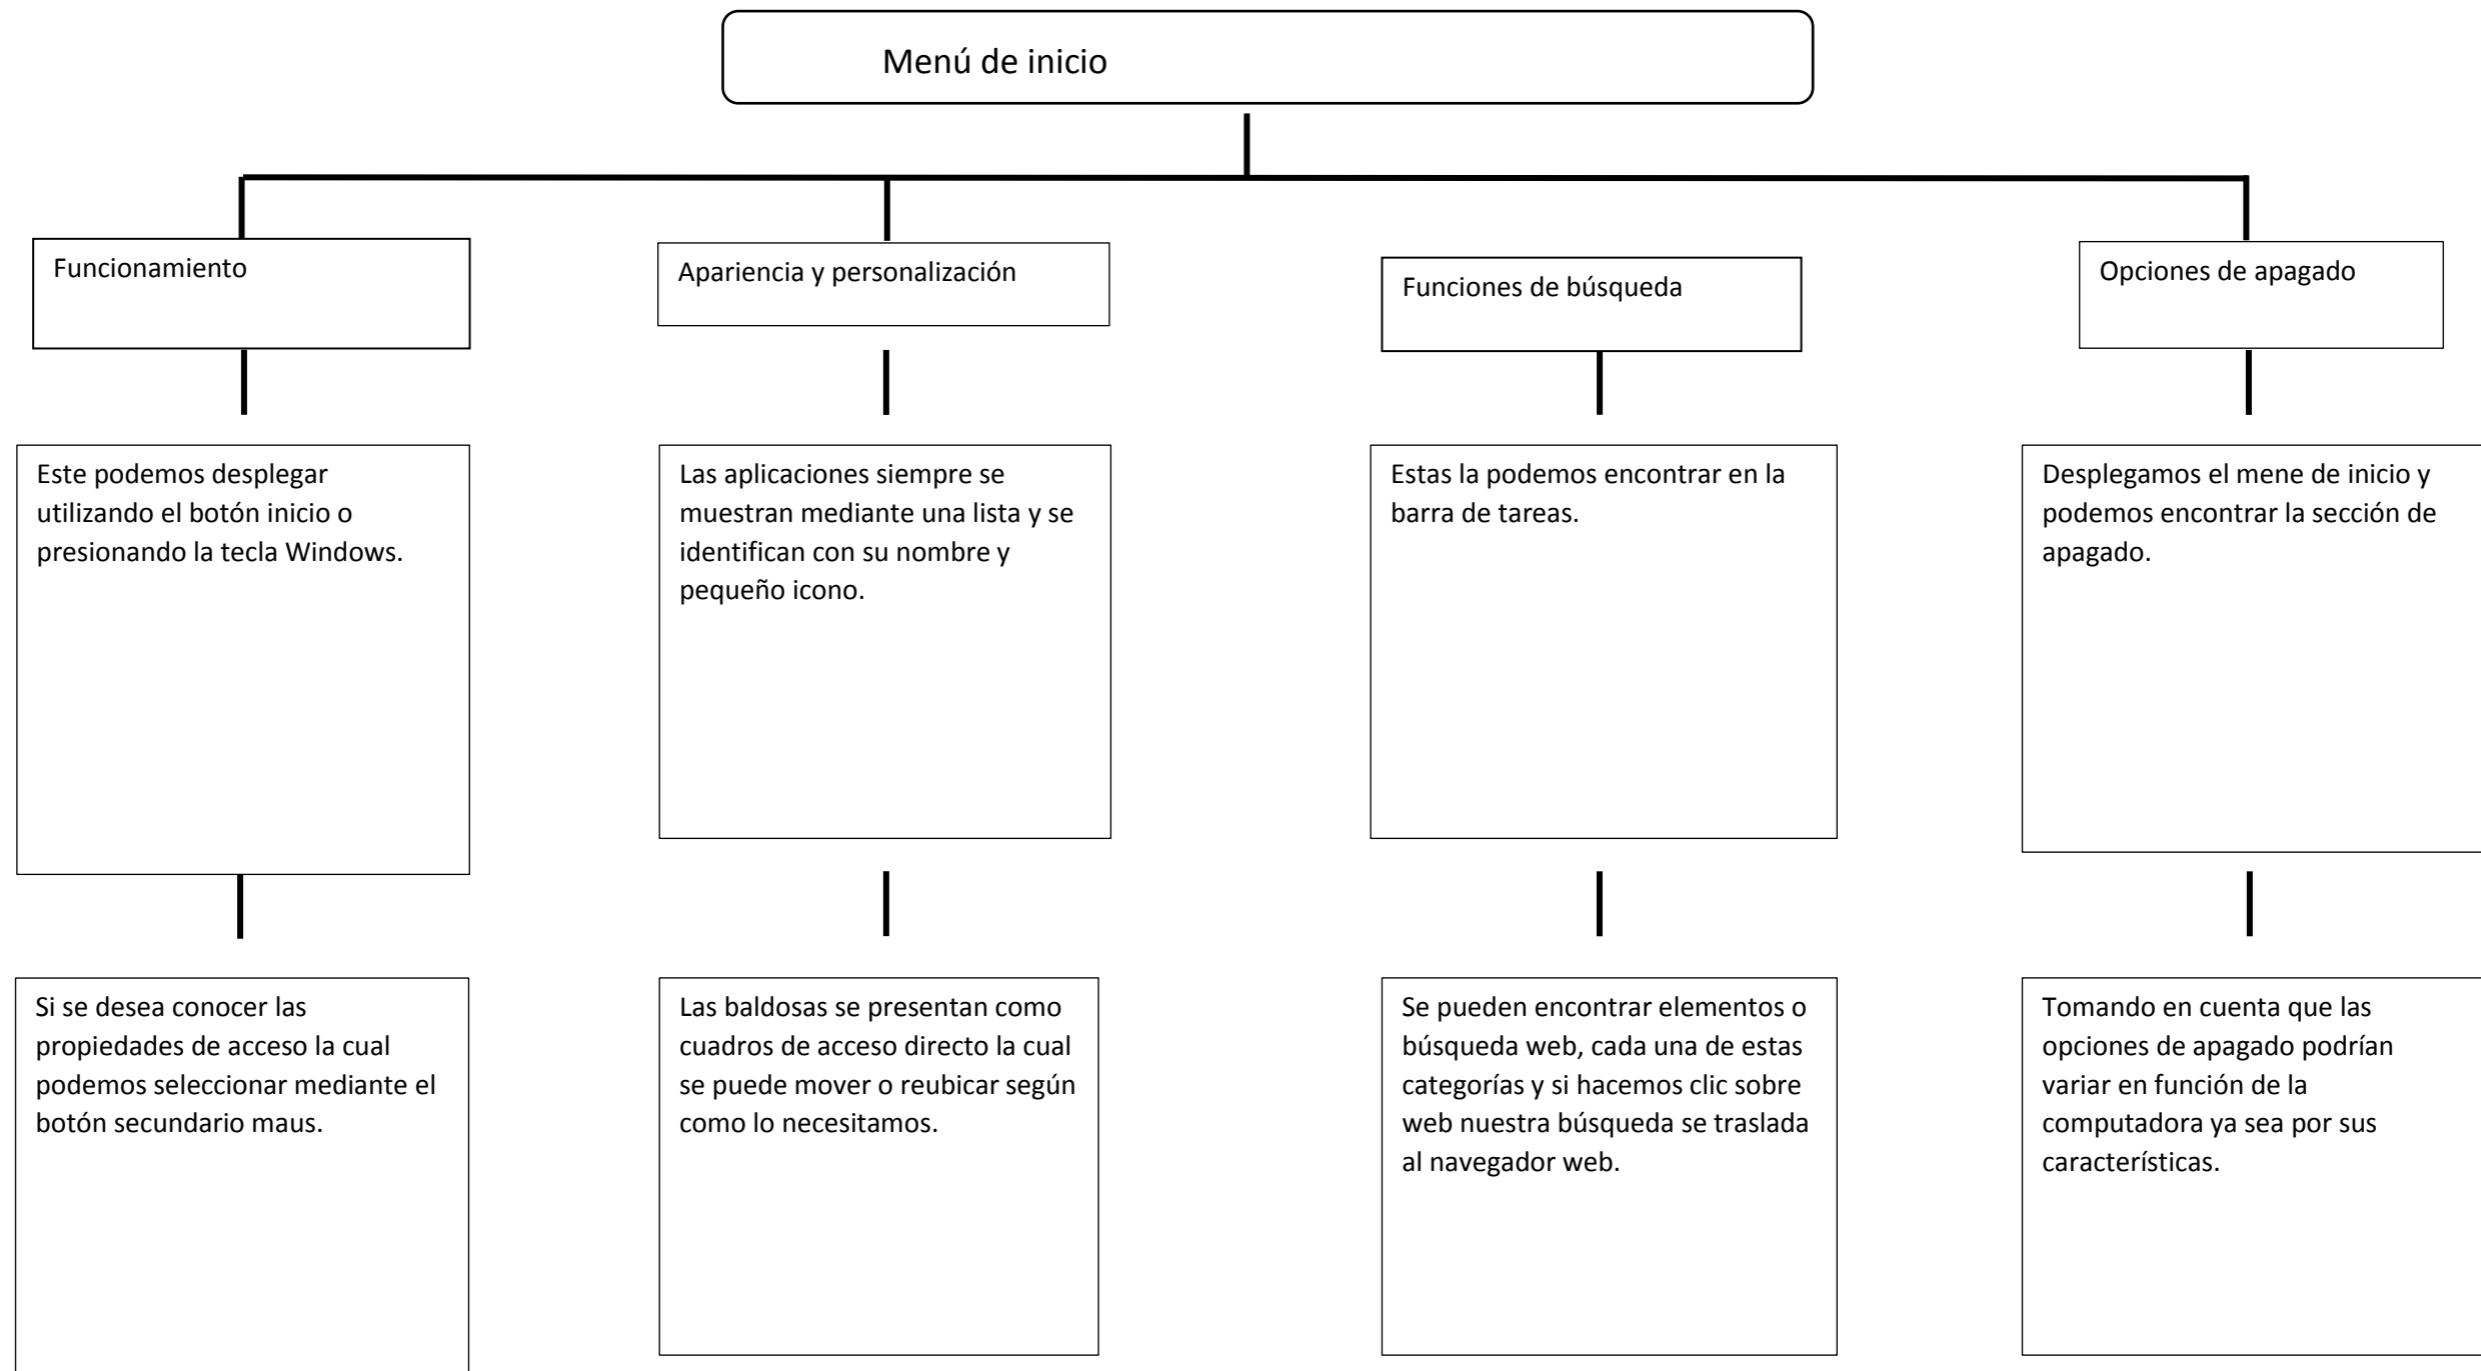 Menú de inicio
Funcionamiento
Apariencia y personalización
Funciones de búsqueda
Opciones de apagado
Este podemos desplegar
utilizando el botón inicio o
presionando la tecla Windows.
Las aplicaciones siempre se
muestran mediante una lista y se
identifican con su nombre y
pequeño icono.
Estas la podemos encontrar en la
barra de tareas.
Desplegamos el mene de inicio y
podemos encontrar la sección de
apagado.
Si se desea conocer las
propiedades de acceso la cual
podemos seleccionar mediante el
botón secundario maus.
Las baldosas se presentan como
cuadros de acceso directo la cual
se puede mover o reubicar según
como lo necesitamos.
Se pueden encontrar elementos o
búsqueda web, cada una de estas
categorías y si hacemos clic sobre
web nuestra búsqueda se traslada
al navegador web.
Tomando en cuenta que las
opciones de apagado podrían
variar en función de la
computadora ya sea por sus
características.